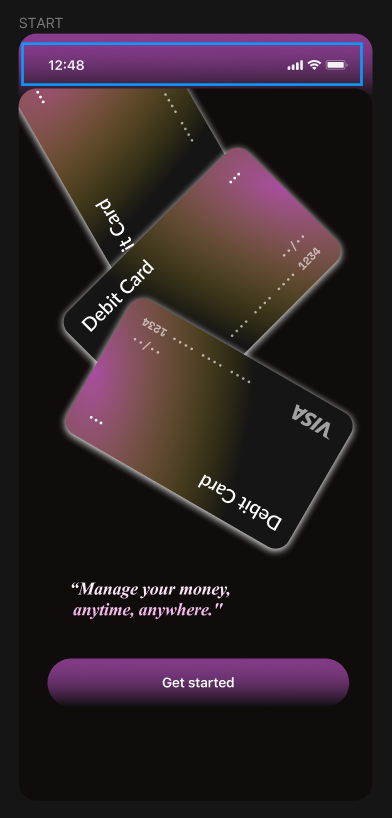 START
12:48
•••
•••• ••••
it Card
•••
••/••
1234
•••• •••• ••••
Debit Card
1234
•••• •••• ••••
••/••
VISA
•••
Debit Card
“Manage your money,
anytime, anywhere."
Get started